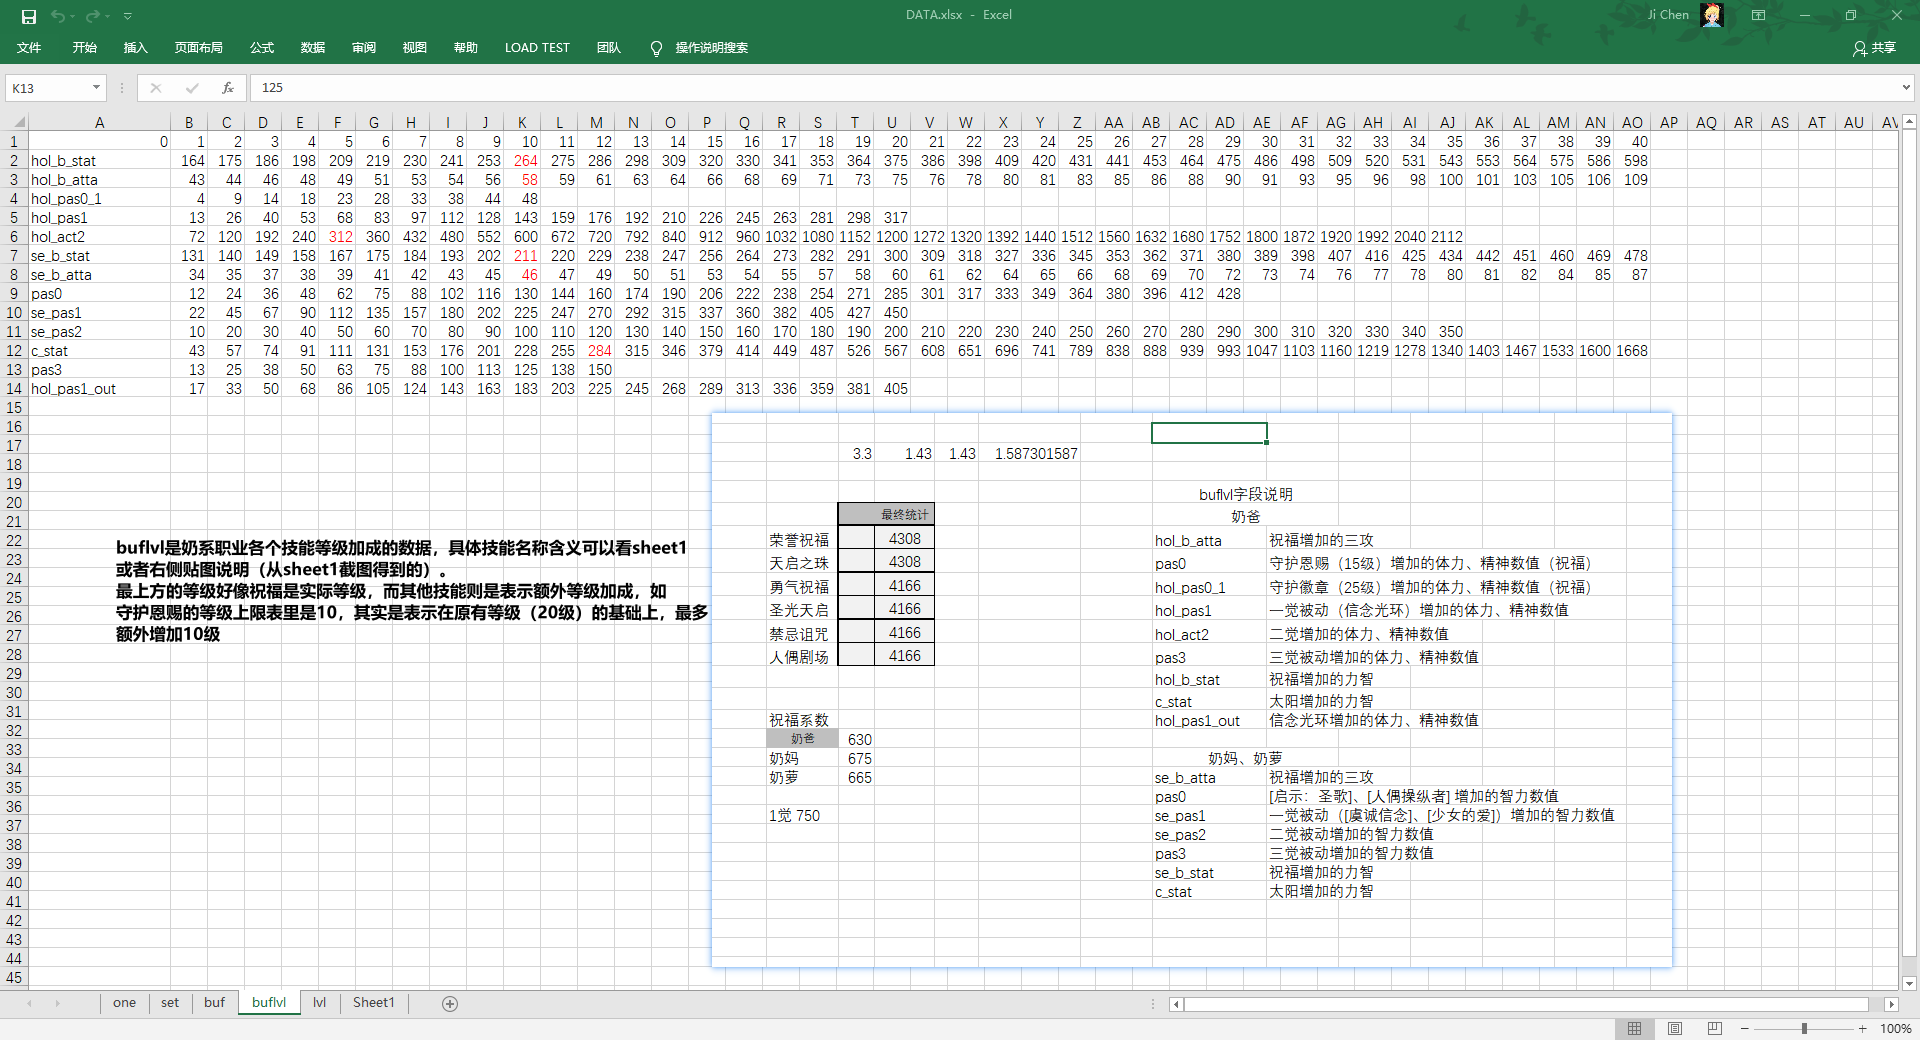 DATA.xlsx - Excel
Ji Chen
文件 开始 插入 页面布局 公式 数据 审阅 视图 帮助 LOAD TEST 团队 操作说明搜索 共享
K13 fx 125
A B C D E F G H I J K L M N O P Q R S T U V W X Y Z AA AB AC AD AE AF AG AH AI AJ AK AL AM AN AO AP AQ AR AS AT AU AV
1 0 1 2 3 4 5 6 7 8 9 10 11 12 13 14 15 16 17 18 19 20 21 22 23 24 25 26 27 28 29 30 31 32 33 34 35 36 37 38 39 40
2 hol_b_stat 164 175 186 198 209 219 230 241 253 264 275 286 298 309 320 330 341 353 364 375 386 398 409 420 431 441 453 464 475 486 498 509 520 531 543 553 564 575 586 598
3 hol_b_atta 43 44 46 48 49 51 53 54 56 58 59 61 63 64 66 68 69 71 73 75 76 78 80 81 83 85 86 88 90 91 93 95 96 98 100 101 103 105 106 109
4 hol_pas0_1 4 9 14 18 23 28 33 38 44 48
5 hol_pas1 13 26 40 53 68 83 97 112 128 143 159 176 192 210 226 245 263 281 298 317
6 hol_act2 72 120 192 240 312 360 432 480 552 600 672 720 792 840 912 960 1032 1080 1152 1200 1272 1320 1392 1440 1512 1560 1632 1680 1752 1800 1872 1920 1992 2040 2112
7 se_b_stat 131 140 149 158 167 175 184 193 202 211 220 229 238 247 256 264 273 282 291 300 309 318 327 336 345 353 362 371 380 389 398 407 416 425 434 442 451 460 469 478
8 se_b_atta 34 35 37 38 39 41 42 43 45 46 47 49 50 51 53 54 55 57 58 60 61 62 64 65 66 68 69 70 72 73 74 76 77 78 80 81 82 84 85 87
9 pas0 12 24 36 48 62 75 88 102 116 130 144 160 174 190 206 222 238 254 271 285 301 317 333 349 364 380 396 412 428
10 se_pas1 22 45 67 90 112 135 157 180 202 225 247 270 292 315 337 360 382 405 427 450
11 se_pas2 10 20 30 40 50 60 70 80 90 100 110 120 130 140 150 160 170 180 190 200 210 220 230 240 250 260 270 280 290 300 310 320 330 340 350
12 c_stat 43 57 74 91 111 131 153 176 201 228 255 284 315 346 379 414 449 487 526 567 608 651 696 741 789 838 888 939 993 1047 1103 1160 1219 1278 1340 1403 1467 1533 1600 1668
13 pas3 13 25 38 50 63 75 88 100 113 125 138 150
14 hol_pas1_out 17 33 50 68 86 105 124 143 163 183 203 225 245 268 289 313 336 359 381 405
15
16
17
18
19
20
21
22
23
24
25
26
27
28
29
30
31
32
33
34
35
36
37
38
39
40
41
42
43
44
45
buflvl是奶系职业各个技能等级加成的数据，具体技能名称含义可以看sheet1
或者右侧贴图说明（从sheet1截图得到的）。
最上方的等级好像祝福是实际等级，而其他技能则是表示额外等级加成，如
守护恩赐的等级上限表里是10，其实是表示在原有等级（20级）的基础上，最多
额外增加10级
3.3 1.43 1.43 1.587301587
最终统计
荣誉祝福 4308
天启之珠 4308
勇气祝福 4166
圣光天启 4166
禁忌诅咒 4166
人偶剧场 4166
祝福系数
奶爸 630
奶妈 675
奶萝 665
1觉 750
buflvl字段说明
奶爸
hol_b_atta 祝福增加的三攻
pas0 守护恩赐（15级）增加的体力、精神数值（祝福）
hol_pas0_1 守护徽章（25级）增加的体力、精神数值（祝福）
hol_pas1 一觉被动（信念光环）增加的体力、精神数值
hol_act2 二觉增加的体力、精神数值
pas3 三觉被动增加的体力、精神数值
hol_b_stat 祝福增加的力智
c_stat 太阳增加的力智
hol_pas1_out 信念光环增加的体力、精神数值
奶妈、奶萝
se_b_atta 祝福增加的三攻
pas0 [启示：圣歌]、[人偶操纵者] 增加的智力数值
se_pas1 一觉被动（[虔诚信念]、[少女的爱]）增加的智力数值
se_pas2 二觉被动增加的智力数值
pas3 三觉被动增加的智力数值
se_b_stat 祝福增加的力智
c_stat 太阳增加的力智
one set buf buflvl lvl Sheet1
100%